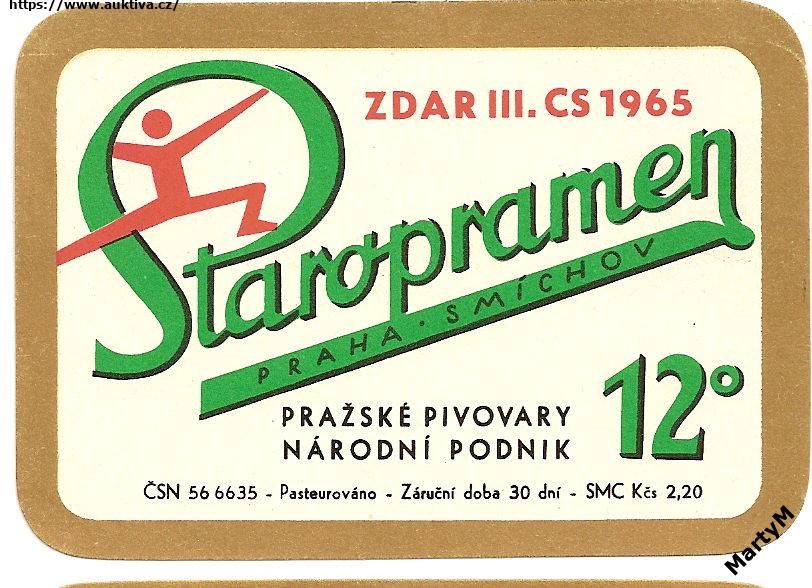 https://www.auktiva.cz/
ZDAR III. CS 1965
Staropramen
PRAHA · SMÍCHOV
12°
PRAŽSKÉ PIVOVARY
NÁRODNÍ PODNIK
ČSN 56 6635 - Pasteurováno - Záruční doba 30 dní - SMC Kčs 2,20
MartyM